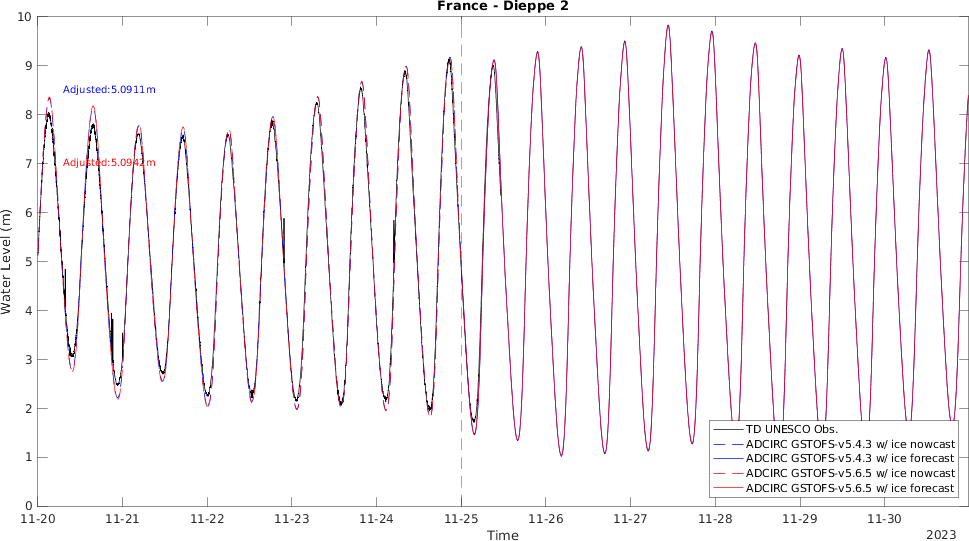 France - Dieppe 2
10
9
8
7
6
5
4
3
2
1
0
Water Level (m)
Adjusted:5.0911m
Adjusted:5.0942m
TD UNESCO Obs.
ADCIRC GSTOFS-v5.4.3 w/ ice nowcast
ADCIRC GSTOFS-v5.4.3 w/ ice forecast
ADCIRC GSTOFS-v5.6.5 w/ ice nowcast
ADCIRC GSTOFS-v5.6.5 w/ ice forecast
11-20 11-21 11-22 11-23 11-24 11-25 11-26 11-27 11-28 11-29 11-30
Time
2023